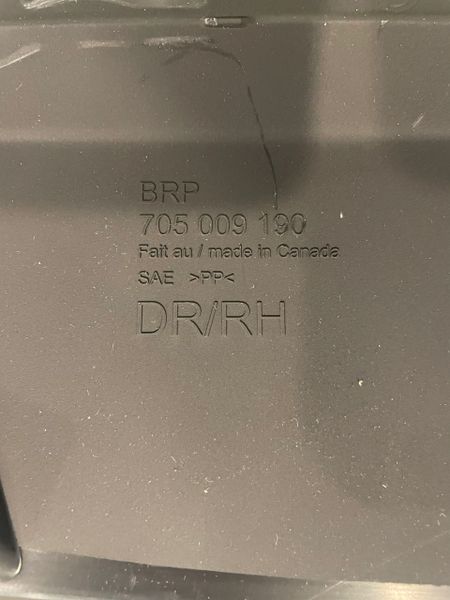 BRP
705 009 190
Fait au / made in Canada
SAE >PP<
DR/RH